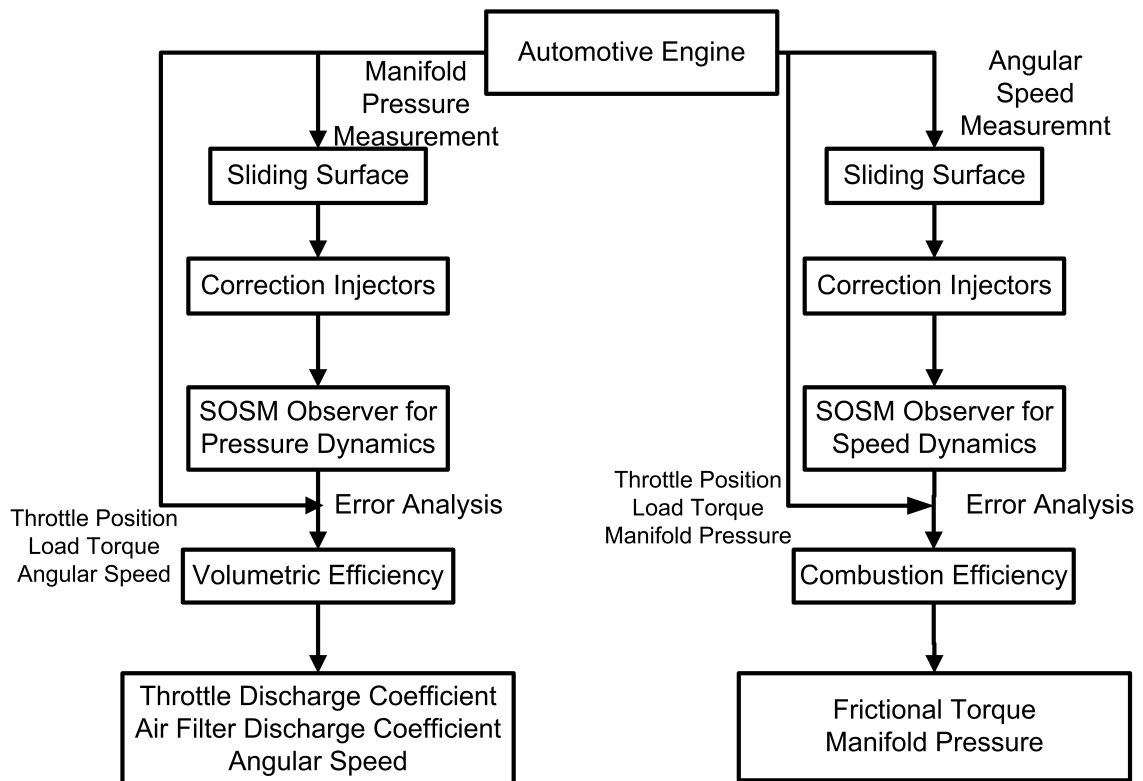 Automotive Engine
Manifold
Pressure
Measurement
Sliding Surface
Correction Injectors
SOSM Observer for
Pressure Dynamics
Error Analysis
Throttle Position
Load Torque
Angular Speed
Volumetric Efficiency
Throttle Discharge Coefficient
Air Filter Discharge Coefficient
Angular Speed
Angular
Speed
Measuremnt
Sliding Surface
Correction Injectors
SOSM Observer for
Speed Dynamics
Throttle Position
Load Torque
Manifold Pressure
Error Analysis
Combustion Efficiency
Frictional Torque
Manifold Pressure